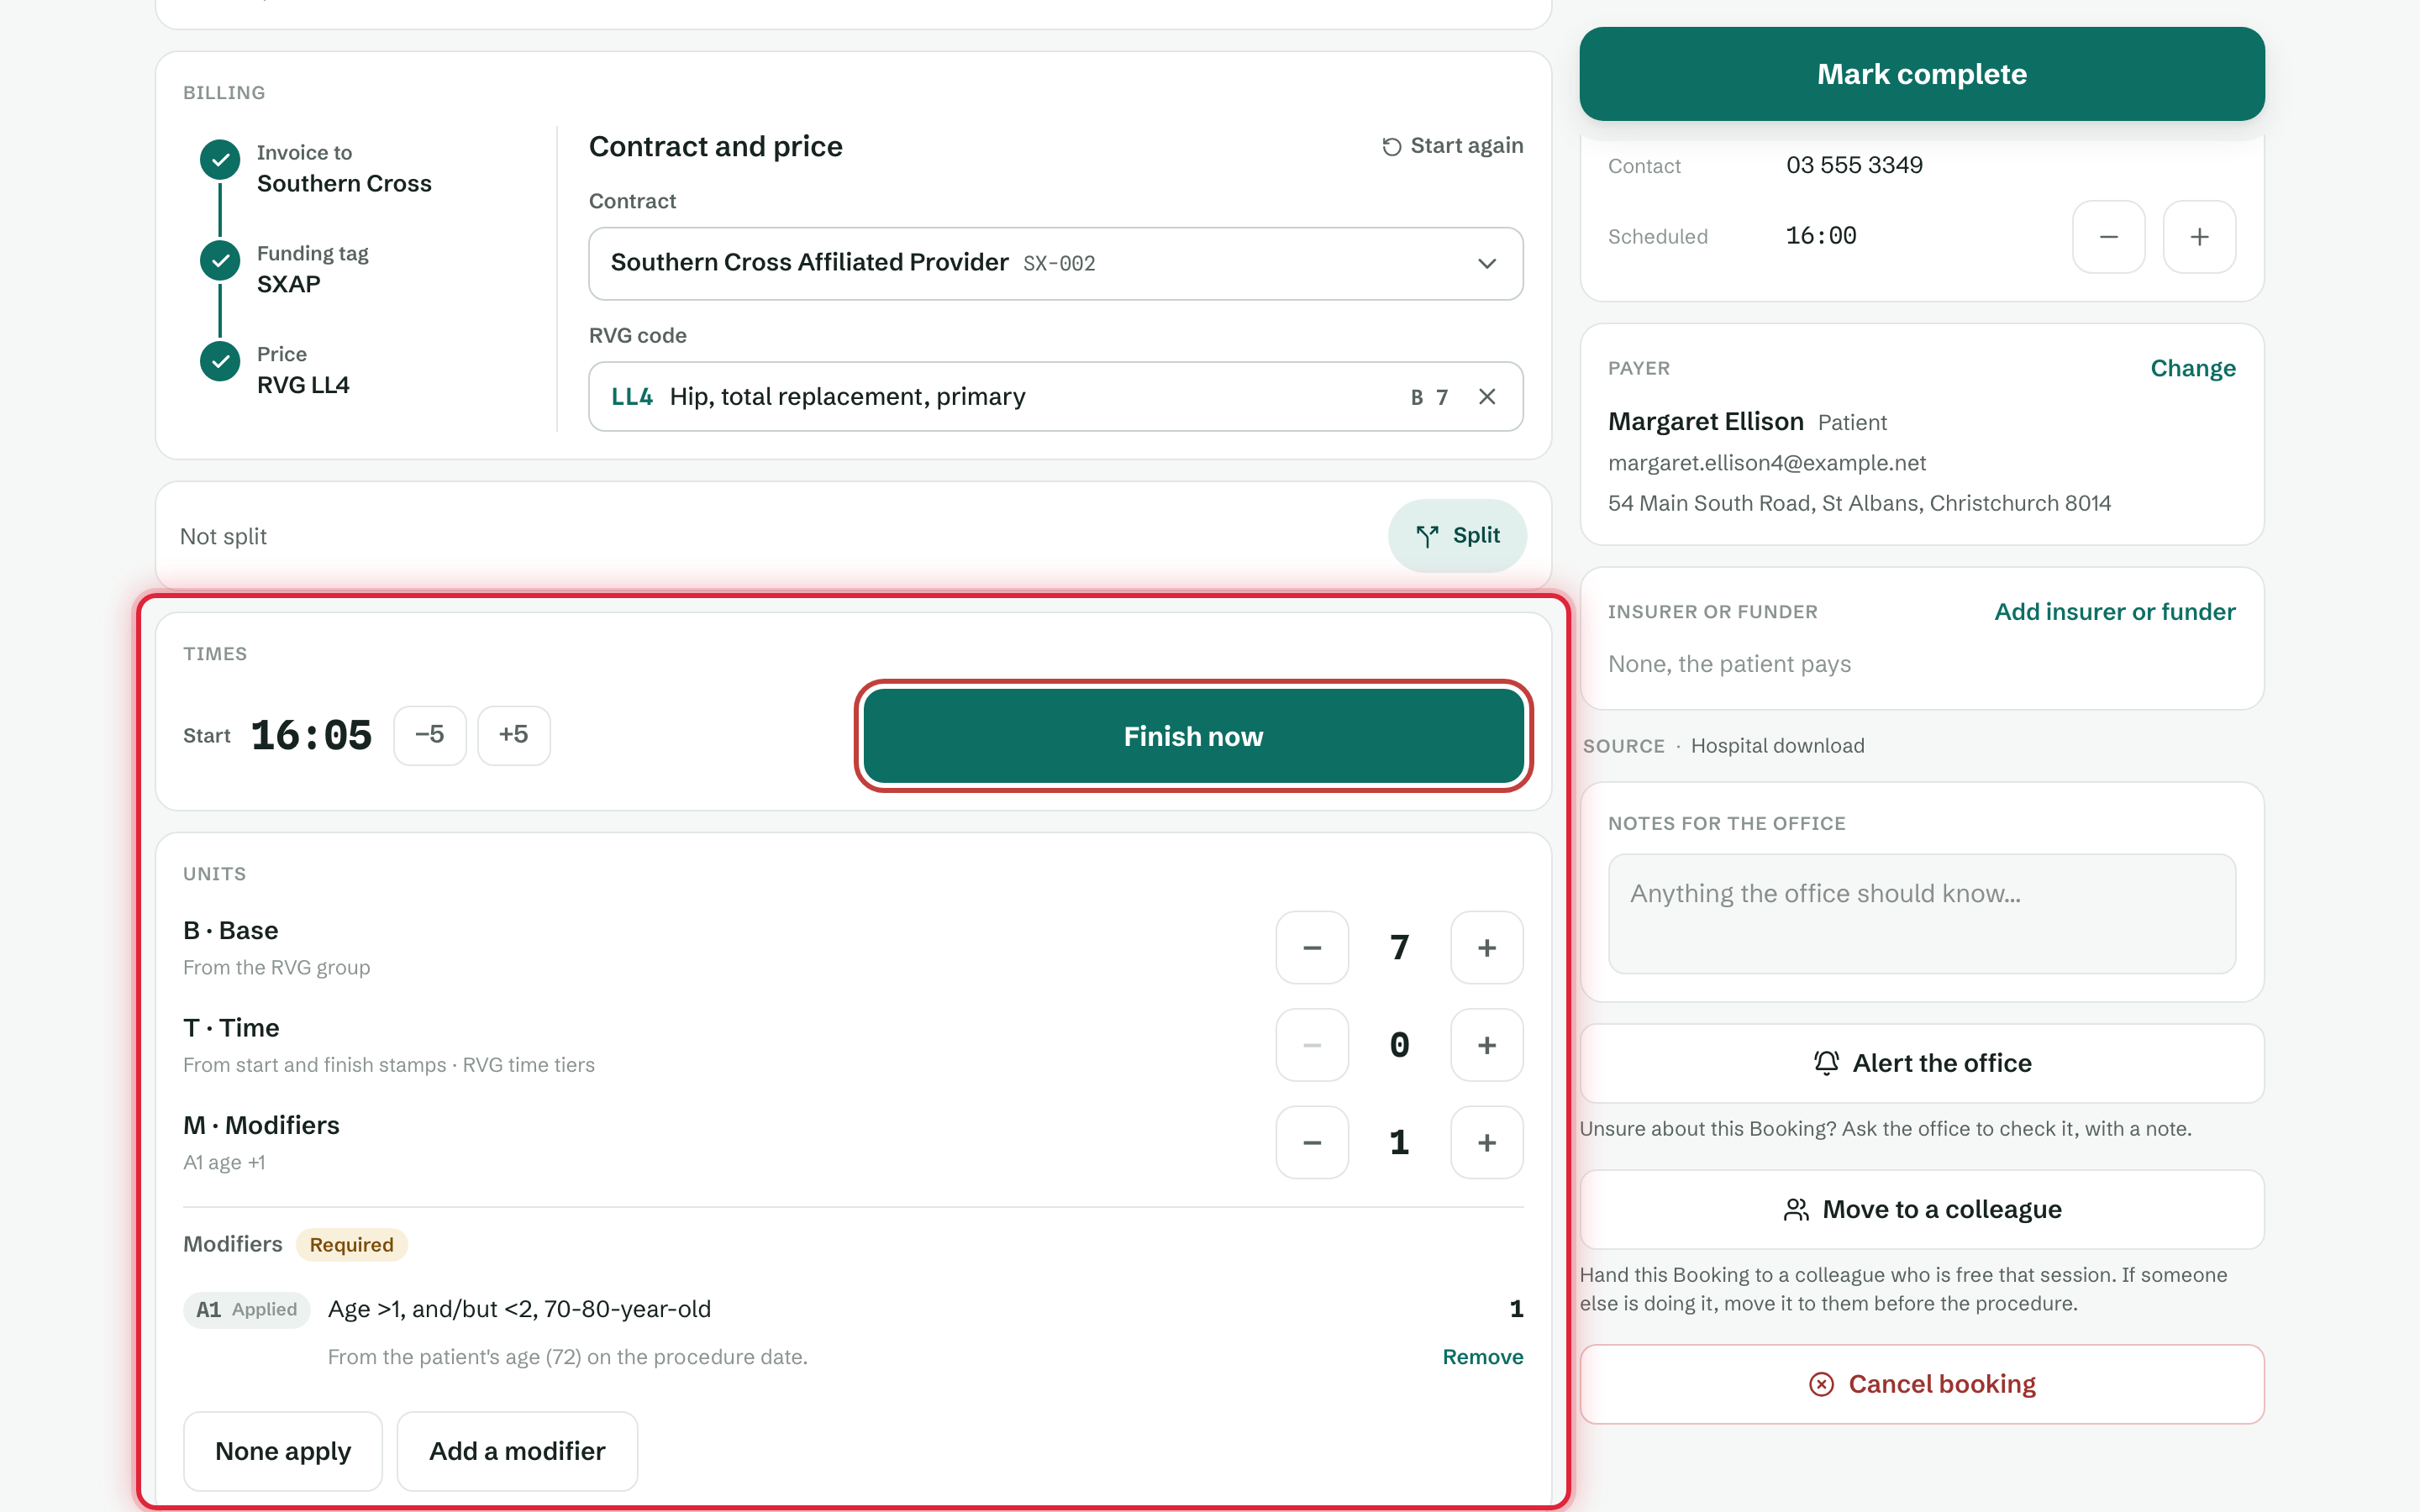 BILLING
Invoice to
Southern Cross
Funding tag
SXAP
Price
RVG LL4
Contract and price
Start again
Contract
Southern Cross Affiliated Provider SX-002
RVG code
LL4 Hip, total replacement, primary B 7
Not split
Split
TIMES
Start 16:05 −5 +5
Finish now
UNITS
B · Base
From the RVG group
− 7 +
T · Time
From start and finish stamps · RVG time tiers
− 0 +
M · Modifiers
A1 age +1
− 1 +
Modifiers Required
A1 Applied Age >1, and/but <2, 70-80-year-old 1
From the patient's age (72) on the procedure date. Remove
None apply Add a modifier
Mark complete
Contact 03 555 3349
Scheduled 16:00 − +
PAYER Change
Margaret Ellison Patient
margaret.ellison4@example.net
54 Main South Road, St Albans, Christchurch 8014
INSURER OR FUNDER Add insurer or funder
None, the patient pays
SOURCE · Hospital download
NOTES FOR THE OFFICE
Anything the office should know...
Alert the office
Unsure about this Booking? Ask the office to check it, with a note.
Move to a colleague
Hand this Booking to a colleague who is free that session. If someone
else is doing it, move it to them before the procedure.
Cancel booking